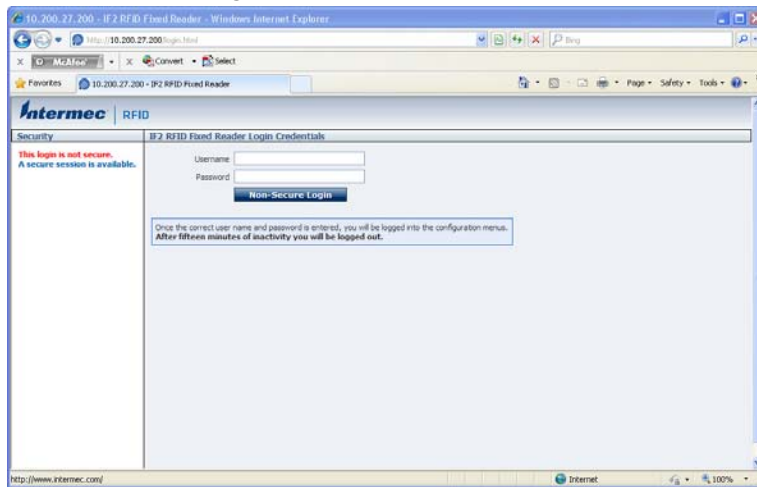 10.200.27.200 - IF2 RFID Fixed Reader - Windows Internet Explorer
http://10.200.27.200/login.html
Bing
X McAfee X Convert Select
Favorites 10.200.27.200 - IF2 RFID Fixed Reader Page Safety Tools
Intermec RFID
Security
IF2 RFID Fixed Reader Login Credentials
This login is not secure.
A secure session is available.
Username
Password
Non-Secure Login
Once the correct user name and password is entered, you will be logged into the configuration menus.
After fifteen minutes of inactivity you will be logged out.
http://www.intermec.com/
Internet
100%